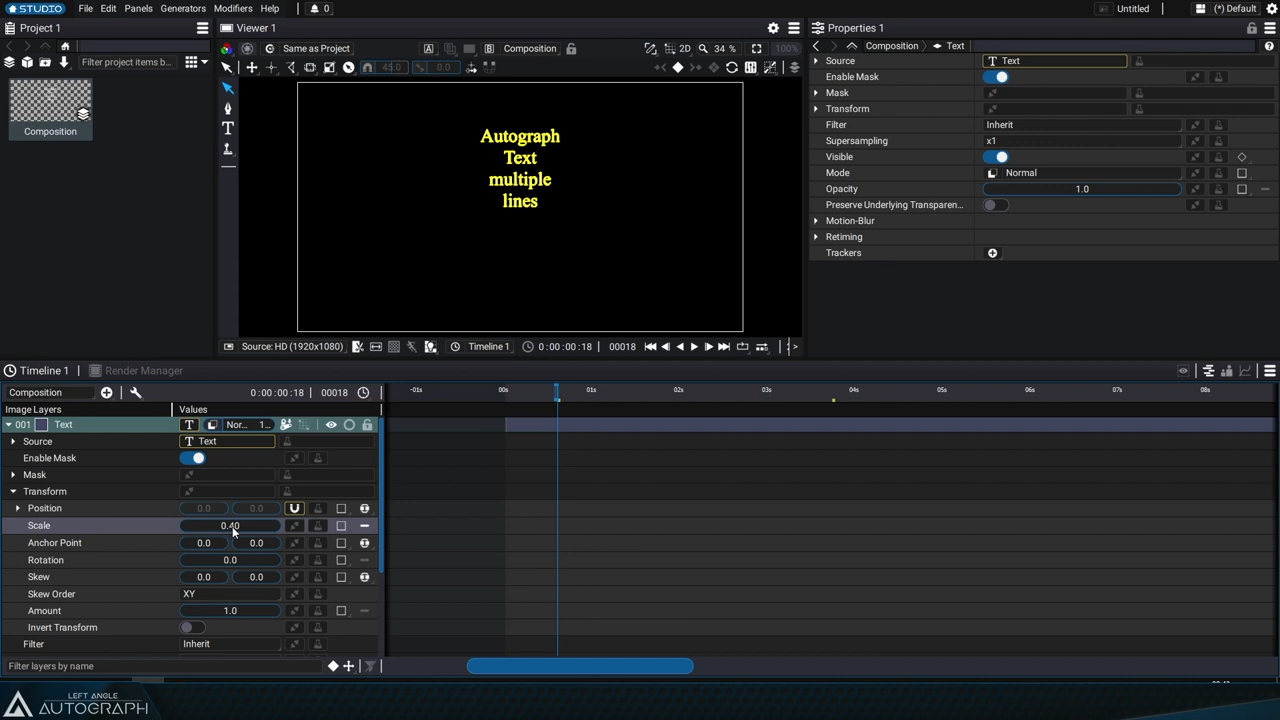 STUDIO File Edit Panels Generators Modifiers Help 0 Untitled (*) Default
Project 1
Filter project items b...
Composition
Viewer 1
Same as Project A B Composition 2D 34 % 100%
45.0 0.0
Autograph
Text
multiple
lines
Source: HD (1920x1080) Timeline 1 0:00:00:18 00018
Properties 1
Composition Text
Source T Text
Enable Mask
Mask
Transform
Filter Inherit
Supersampling x1
Visible
Mode Normal
Opacity 1.0
Preserve Underlying Transparen...
Motion-Blur
Retiming
Trackers
Timeline 1 Render Manager
Composition 0:00:00:18 00018
-01s 00s 01s 02s 03s 04s 05s 06s 07s 08s
Image Layers Values
001 Text T Nor... 1...
Source T Text
Enable Mask
Mask
Transform
Position 0.0 0.0
Scale 0.40
Anchor Point 0.0 0.0
Rotation 0.0
Skew 0.0 0.0
Skew Order XY
Amount 1.0
Invert Transform
Filter Inherit
Filter layers by name
LEFT ANGLE
AUTOGRAPH